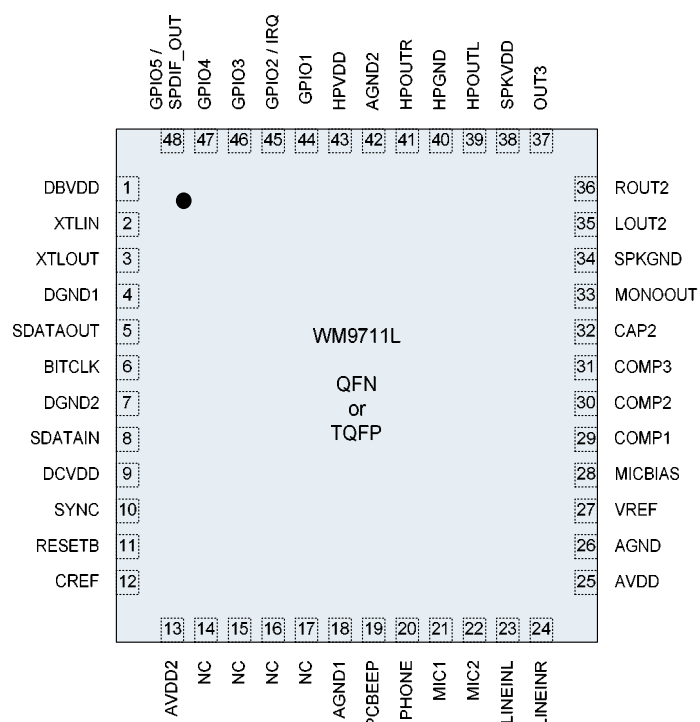 GPIO5 /
SPDIF_OUT
GPIO4
GPIO3
GPIO2 / IRQ
GPIO1
HPVDD
AGND2
HPOUTR
HPGND
HPOUTL
SPKVDD
OUT3
48 47 46 45 44 43 42 41 40 39 38 37
DBVDD 1 36 ROUT2
XTLIN 2 35 LOUT2
XTLOUT 3 34 SPKGND
DGND1 4 33 MONOOUT
SDATAOUT 5 WM9711L 32 CAP2
BITCLK 6 31 COMP3
QFN
DGND2 7 30 COMP2
or
TQFP
SDATAIN 8 29 COMP1
DCVDD 9 28 MICBIAS
SYNC 10 27 VREF
RESETB 11 26 AGND
CREF 12 25 AVDD
13 14 15 16 17 18 19 20 21 22 23 24
AVDD2
NC
NC
NC
NC
AGND1
PCBEEP
PHONE
MIC1
MIC2
LINEINL
LINEINR